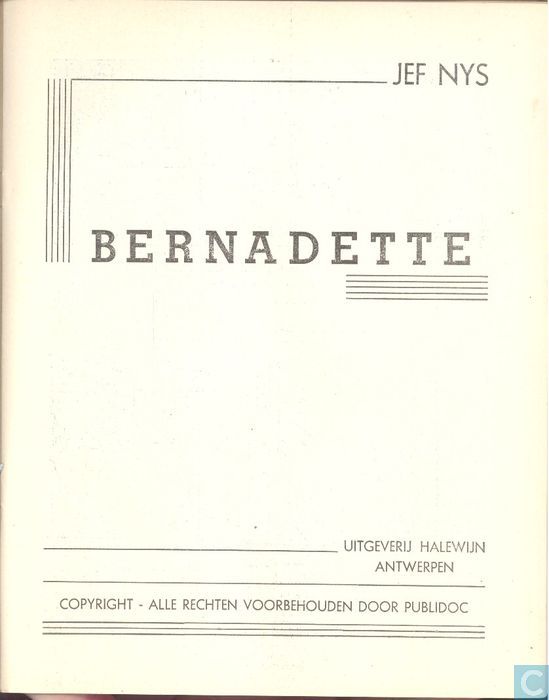 JEF NYS
BERNADETTE
UITGEVERIJ HALEWIJN
ANTWERPEN
COPYRIGHT - ALLE RECHTEN VOORBEHOUDEN DOOR PUBLIDOC
C